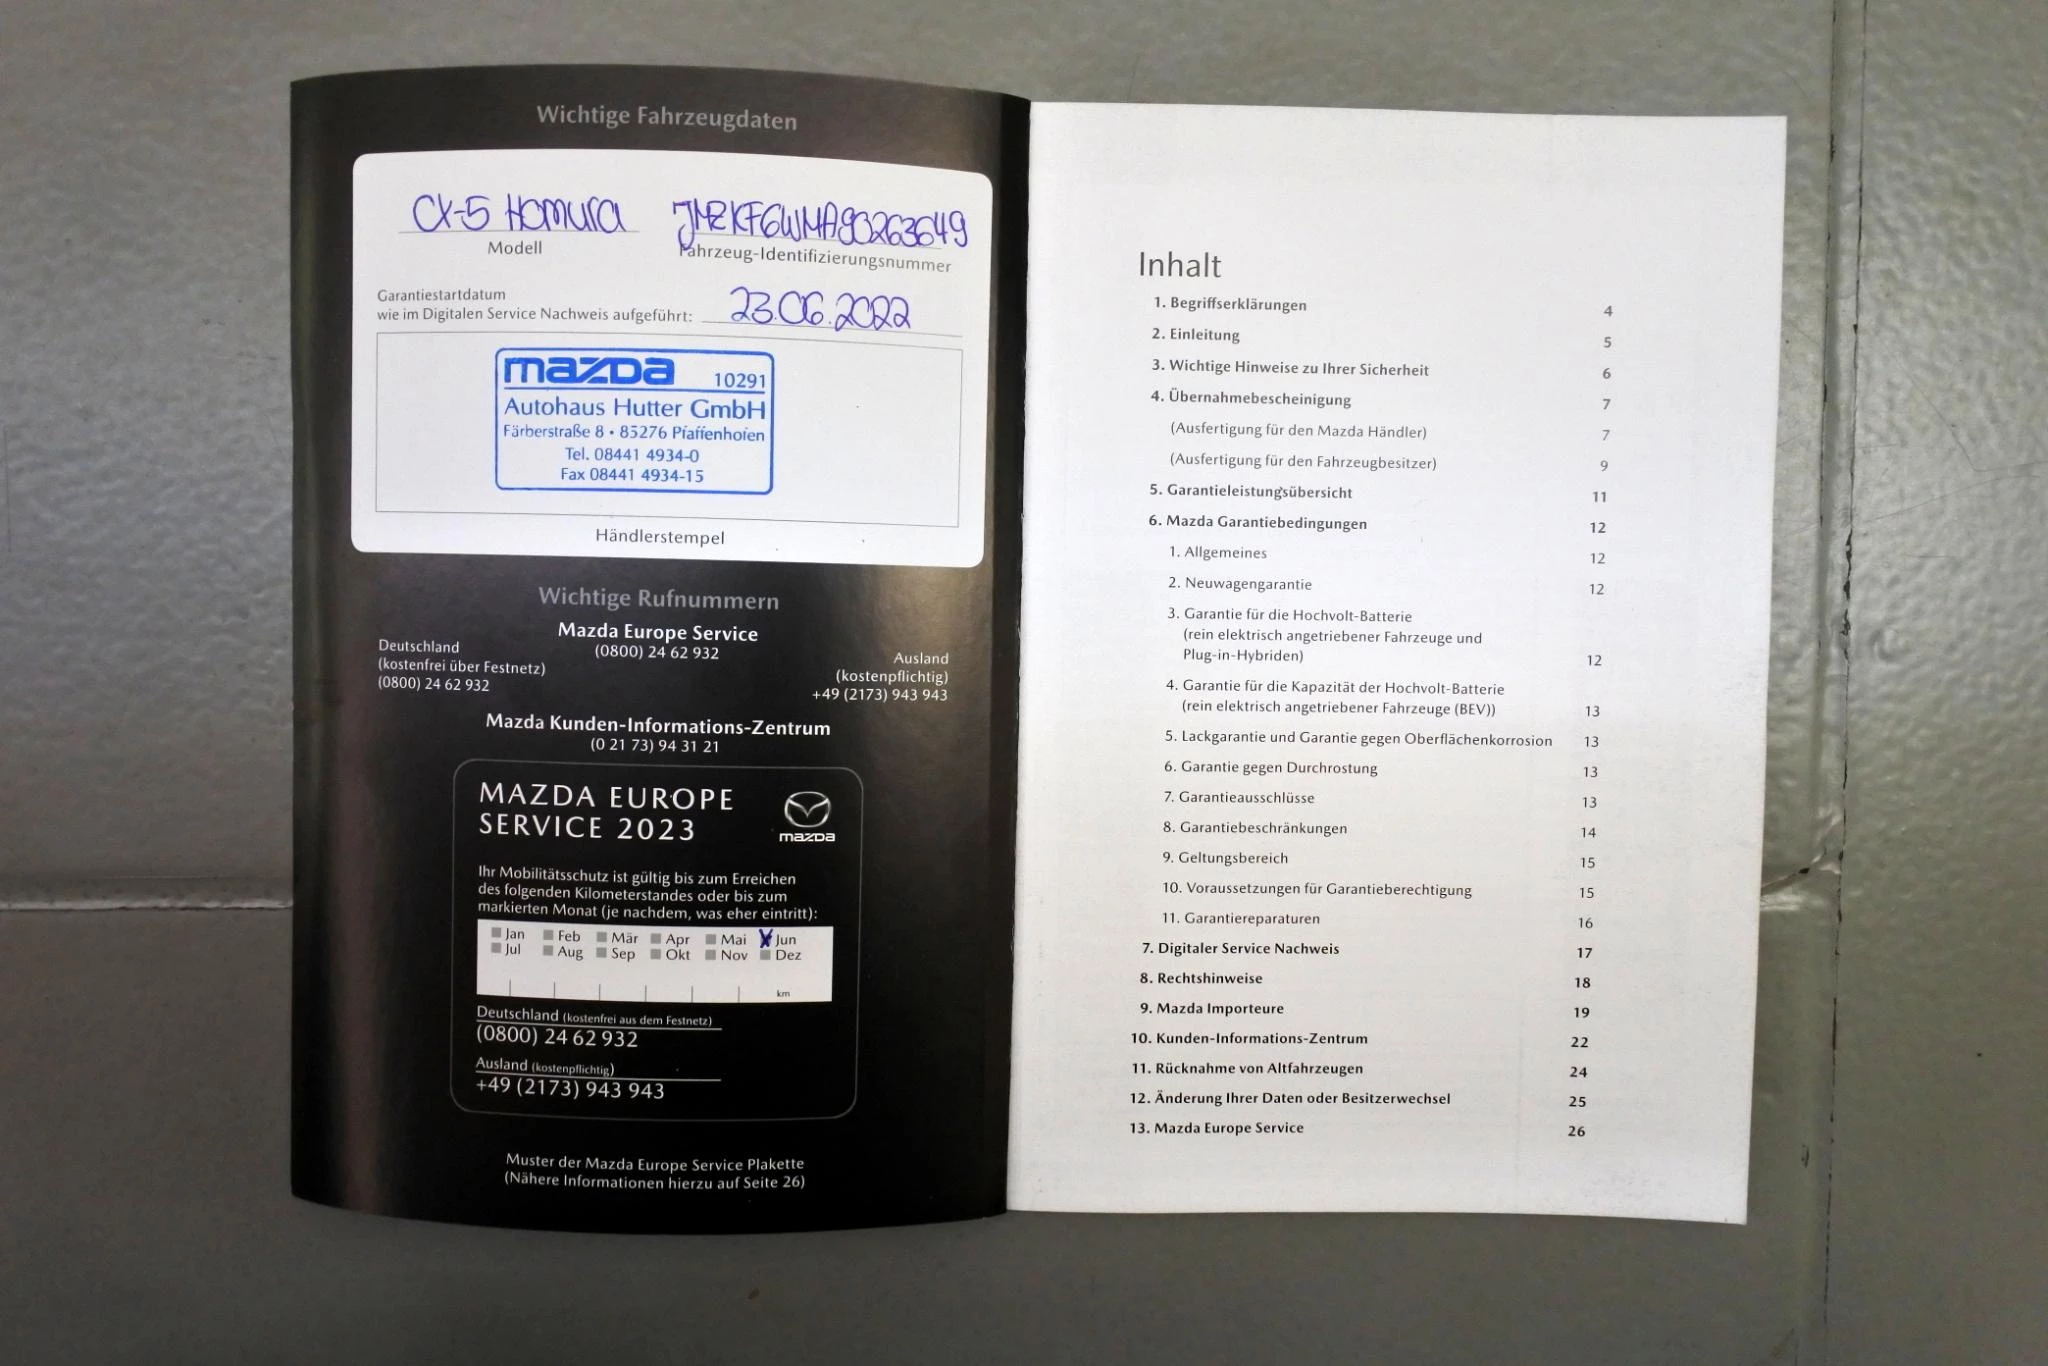 Wichtige Fahrzeugdaten
CX-5 Homura
JMZKF6WMA90263649
Modell
Fahrzeug-Identifizierungsnummer
Garantiestartdatum
wie im Digitalen Service Nachweis aufgeführt: 23.06.2022
mazda 10291
Autohaus Hutter GmbH
Färberstraße 8 • 85276 Pfaffenhofen
Tel. 08441 4934-0
Fax 08441 4934-15
Händlerstempel
Wichtige Rufnummern
Mazda Europe Service
(0800) 24 62 932
Deutschland
(kostenfrei über Festnetz)
(0800) 24 62 932
Ausland
(kostenpflichtig)
+49 (2173) 943 943
Mazda Kunden-Informations-Zentrum
(0 21 73) 94 31 21
MAZDA EUROPE
SERVICE 2023
mazda
Ihr Mobilitätsschutz ist gültig bis zum Erreichen
des folgenden Kilometerstandes oder bis zum
markierten Monat (je nachdem, was eher eintritt):
Jan Feb Mär Apr Mai Jun
Jul Aug Sep Okt Nov Dez
km
Deutschland (kostenfrei aus dem Festnetz)
(0800) 24 62 932
Ausland (kostenpflichtig)
+49 (2173) 943 943
Muster der Mazda Europe Service Plakette
(Nähere Informationen hierzu auf Seite 26)
Inhalt
1. Begriffserklärungen 4
2. Einleitung 5
3. Wichtige Hinweise zu Ihrer Sicherheit 6
4. Übernahmebescheinigung 7
(Ausfertigung für den Mazda Händler) 7
(Ausfertigung für den Fahrzeugbesitzer) 9
5. Garantieleistungsübersicht 11
6. Mazda Garantiebedingungen 12
1. Allgemeines 12
2. Neuwagengarantie 12
3. Garantie für die Hochvolt-Batterie
(rein elektrisch angetriebener Fahrzeuge und
Plug-in-Hybriden) 12
4. Garantie für die Kapazität der Hochvolt-Batterie
(rein elektrisch angetriebener Fahrzeuge (BEV)) 13
5. Lackgarantie und Garantie gegen Oberflächenkorrosion 13
6. Garantie gegen Durchrostung 13
7. Garantieausschlüsse 13
8. Garantiebeschränkungen 14
9. Geltungsbereich 15
10. Voraussetzungen für Garantieberechtigung 15
11. Garantiereparaturen 16
7. Digitaler Service Nachweis 17
8. Rechtshinweise 18
9. Mazda Importeure 19
10. Kunden-Informations-Zentrum 22
11. Rücknahme von Altfahrzeugen 24
12. Änderung Ihrer Daten oder Besitzerwechsel 25
13. Mazda Europe Service 26